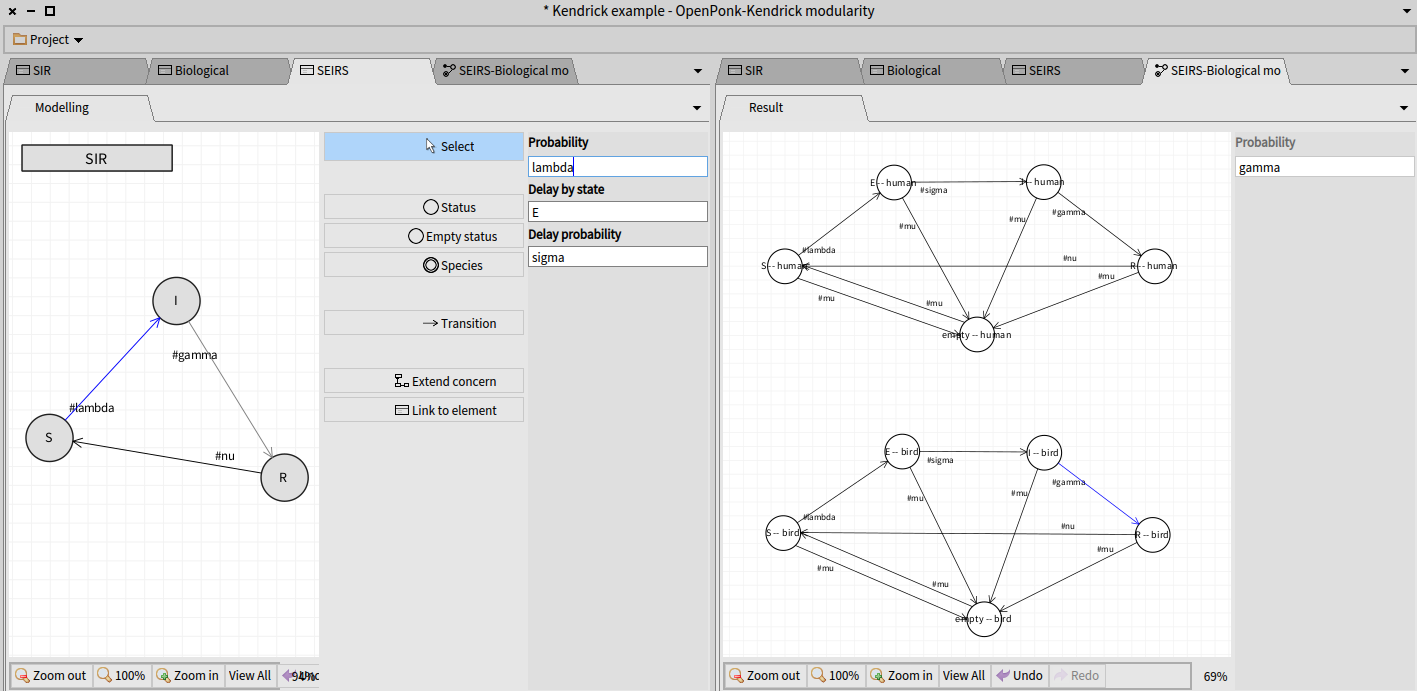 * Kendrick example - OpenPonk-Kendrick modularity
Project
SIR
Biological
SEIRS
SEIRS-Biological mo
Modelling
SIR
I
#gamma
#lambda
S
#nu
R
Select
Status
Empty status
Species
Transition
Extend concern
Link to element
Probability
lambda
Delay by state
E
Delay probability
sigma
Zoom out
100%
Zoom in
View All
94%
SIR
Biological
SEIRS
SEIRS-Biological mo
Result
E -- human
#sigma
I -- human
#mu
#mu
#gamma
#lambda
S -- human
#nu
R -- human
#mu
#mu
#mu
empty -- human
E -- bird
#sigma
I -- bird
#gamma
#mu
#mu
#lambda
S -- bird
#nu
R -- bird
#mu
#mu
#mu
empty -- bird
Probability
gamma
Zoom out
100%
Zoom in
View All
Undo
Redo
69%